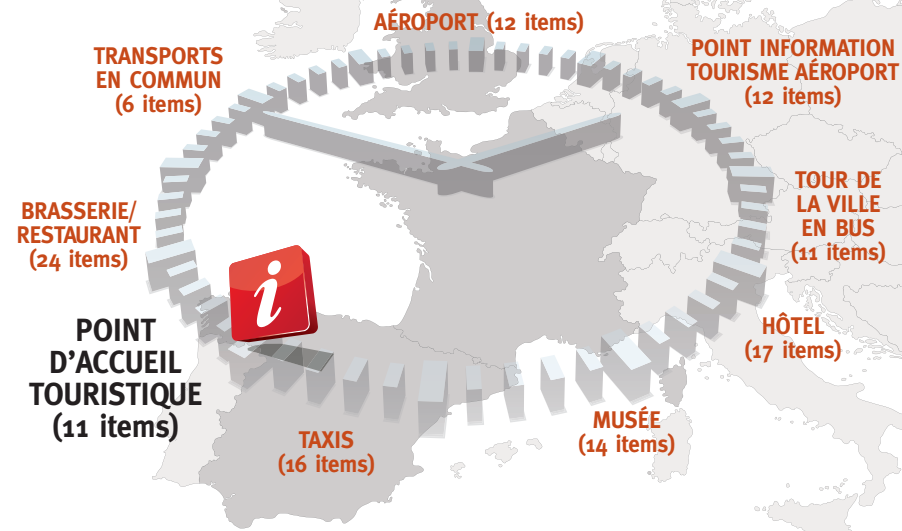 AÉROPORT (12 items)
POINT INFORMATION
TOURISME AÉROPORT
(12 items)
TOUR DE
LA VILLE
EN BUS
(11 items)
HÔTEL
(17 items)
MUSÉE
(14 items)
TAXIS
(16 items)
POINT
D’ACCUEIL
TOURISTIQUE
(11 items)
i
BRASSERIE/
RESTAURANT
(24 items)
TRANSPORTS
EN COMMUN
(6 items)